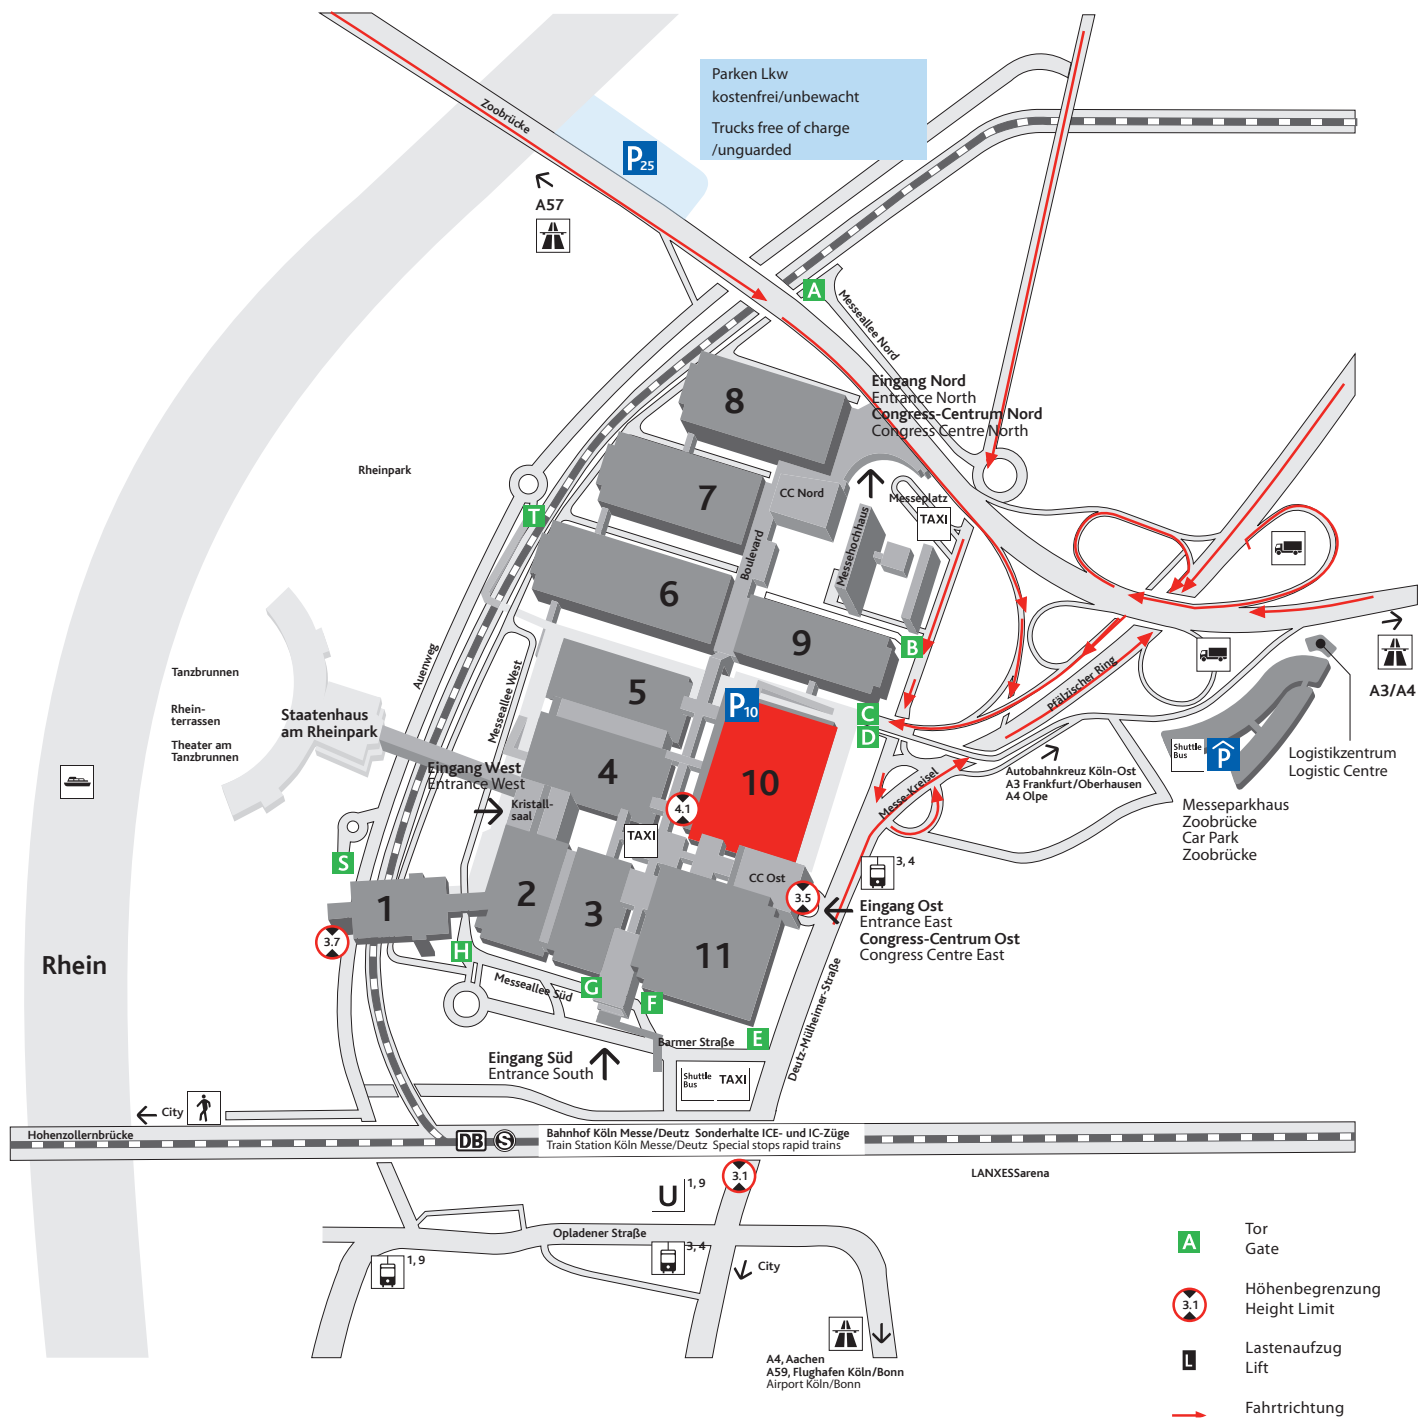 Parken Lkw
kostenfrei/unbewacht
Trucks free of charge
/unguarded
Zoobrücke
P25
A57
A
Messeallee Nord
Eingang Nord
Entrance North
Congress-Centrum Nord
Congress Centre North
8
Rheinpark
7
CC Nord
Messeplatz
TAXI
T
Boulevard
Messehochhaus
6
9
B
Auenweg
Messeallee West
5
Tanzbrunnen
Rhein-
terrassen
Theater am
Tanzbrunnen
Staatenhaus
am Rheinpark
P10
C
D
Pfälzischer Ring
A3/A4
Shuttle
Bus
P
Logistikzentrum
Logistic Centre
Autobahnkreuz Köln-Ost
A3 Frankfurt/Oberhausen
A4 Olpe
Messeparkhaus
Zoobrücke
Car Park
Zoobrücke
Eingang West
Entrance West
Kristall-
saal
4
10
4.1
TAXI
Messe-Kreisel
3, 4
S
1
2
3
CC Ost
3.5
Eingang Ost
Entrance East
Congress-Centrum Ost
Congress Centre East
3.7
11
H
Rhein
Messeallee Süd
G
F
E
Barmer Straße
Deutz-Mülheimer-Straße
Eingang Süd
Entrance South
Shuttle
Bus
TAXI
City
Hohenzollernbrücke
DB
S
Bahnhof Köln Messe/Deutz Sonderhalte ICE- und IC-Züge
Train Station Köln Messe/Deutz Special stops rapid trains
LANXESSarena
3.1
U
1, 9
Opladener Straße
1, 9
3, 4
City
A4, Aachen
A59, Flughafen Köln/Bonn
Airport Köln/Bonn
A
Tor
Gate
3.1
Höhenbegrenzung
Height Limit
L
Lastenaufzug
Lift
Fahrtrichtung